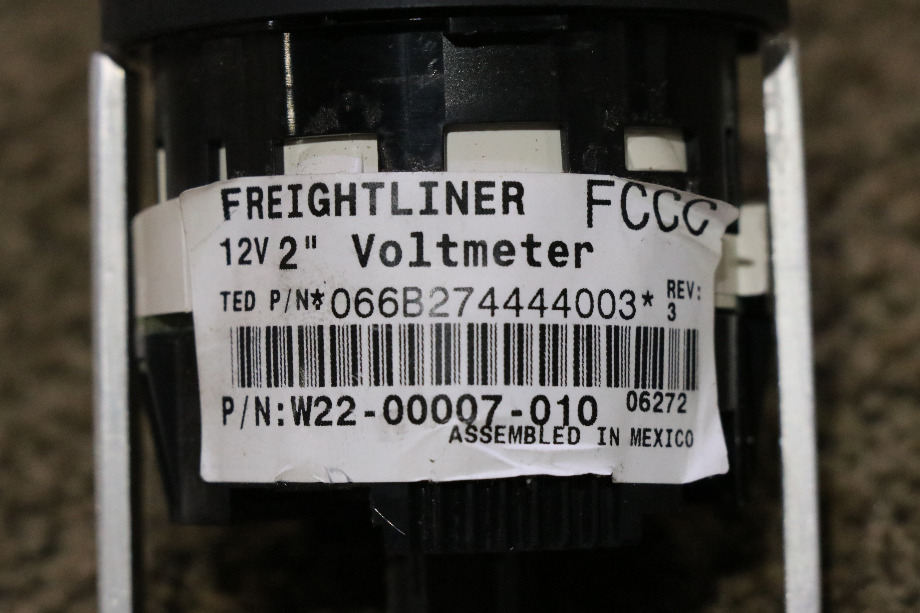 FREIGHTLINER FCCC
12V 2" Voltmeter
TED P/N*066B274444003* REV: 3
P/N:W22-00007-010 06272
ASSEMBLED IN MEXICO